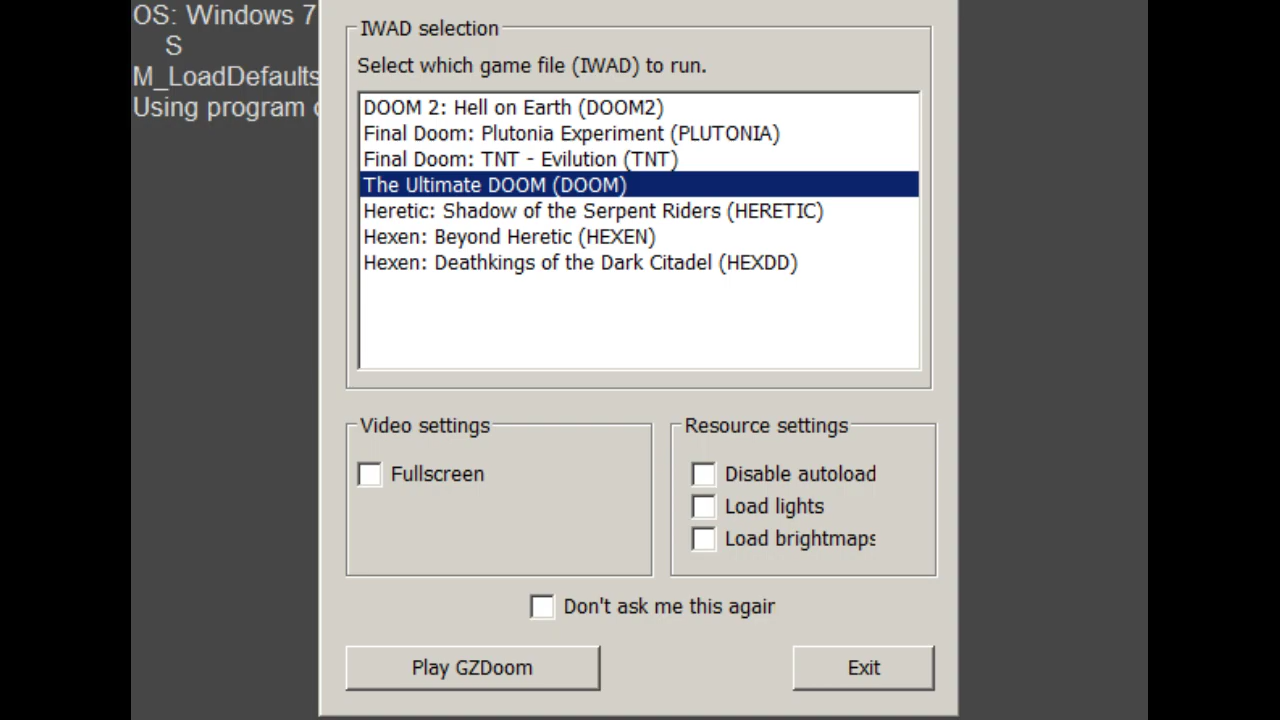 OS: Windows 7
S
M_LoadDefaults
Using program
IWAD selection
Select which game file (IWAD) to run.
DOOM 2: Hell on Earth (DOOM2)
Final Doom: Plutonia Experiment (PLUTONIA)
Final Doom: TNT - Evilution (TNT)
The Ultimate DOOM (DOOM)
Heretic: Shadow of the Serpent Riders (HERETIC)
Hexen: Beyond Heretic (HEXEN)
Hexen: Deathkings of the Dark Citadel (HEXDD)
Video settings
Fullscreen
Resource settings
Disable autoload
Load lights
Load brightmaps
Don't ask me this again
Play GZDoom
Exit